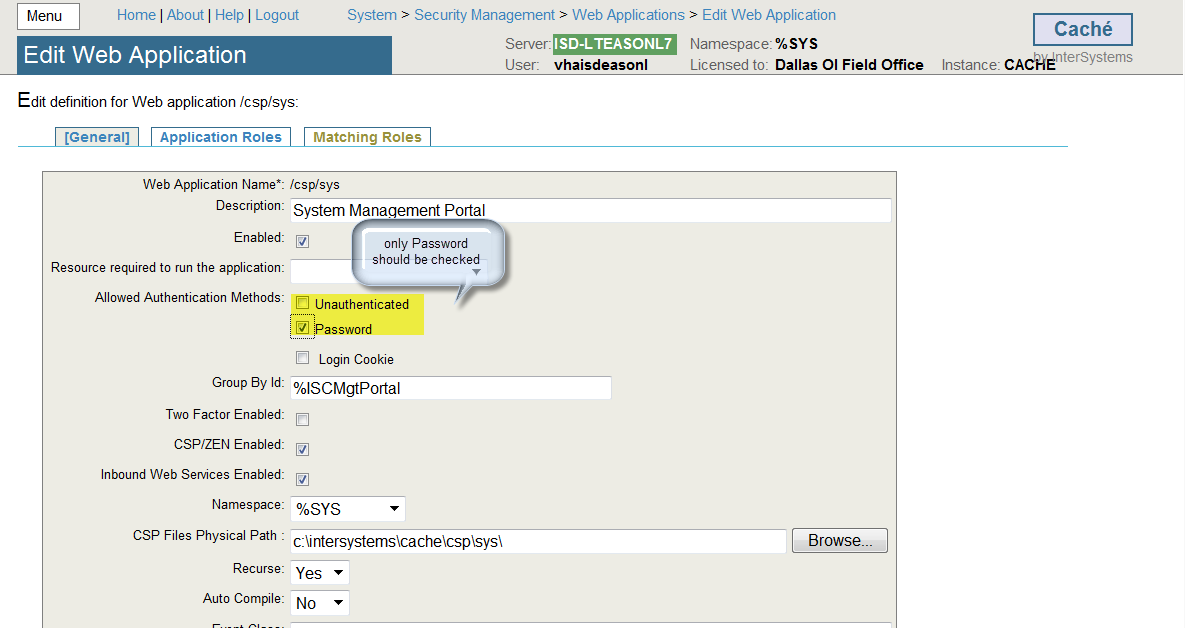 Menu
Home | About | Help | Logout
System > Security Management > Web Applications > Edit Web Application
Edit Web Application
Server: ISD-LTEASONL7 Namespace: %SYS
User: vhaisdeasonl Licensed to: Dallas OI Field Office Instance: CACHE
Caché
by InterSystems
Edit definition for Web application /csp/sys:
[General] Application Roles Matching Roles
Web Application Name*: /csp/sys
Description: System Management Portal
Enabled:
only Password
should be checked
Resource required to run the application:
Allowed Authentication Methods: Unauthenticated
Password
Login Cookie
Group By Id: %ISCMgtPortal
Two Factor Enabled:
CSP/ZEN Enabled:
Inbound Web Services Enabled:
Namespace: %SYS
CSP Files Physical Path : c:\intersystems\cache\csp\sys\ Browse...
Recurse: Yes
Auto Compile: No